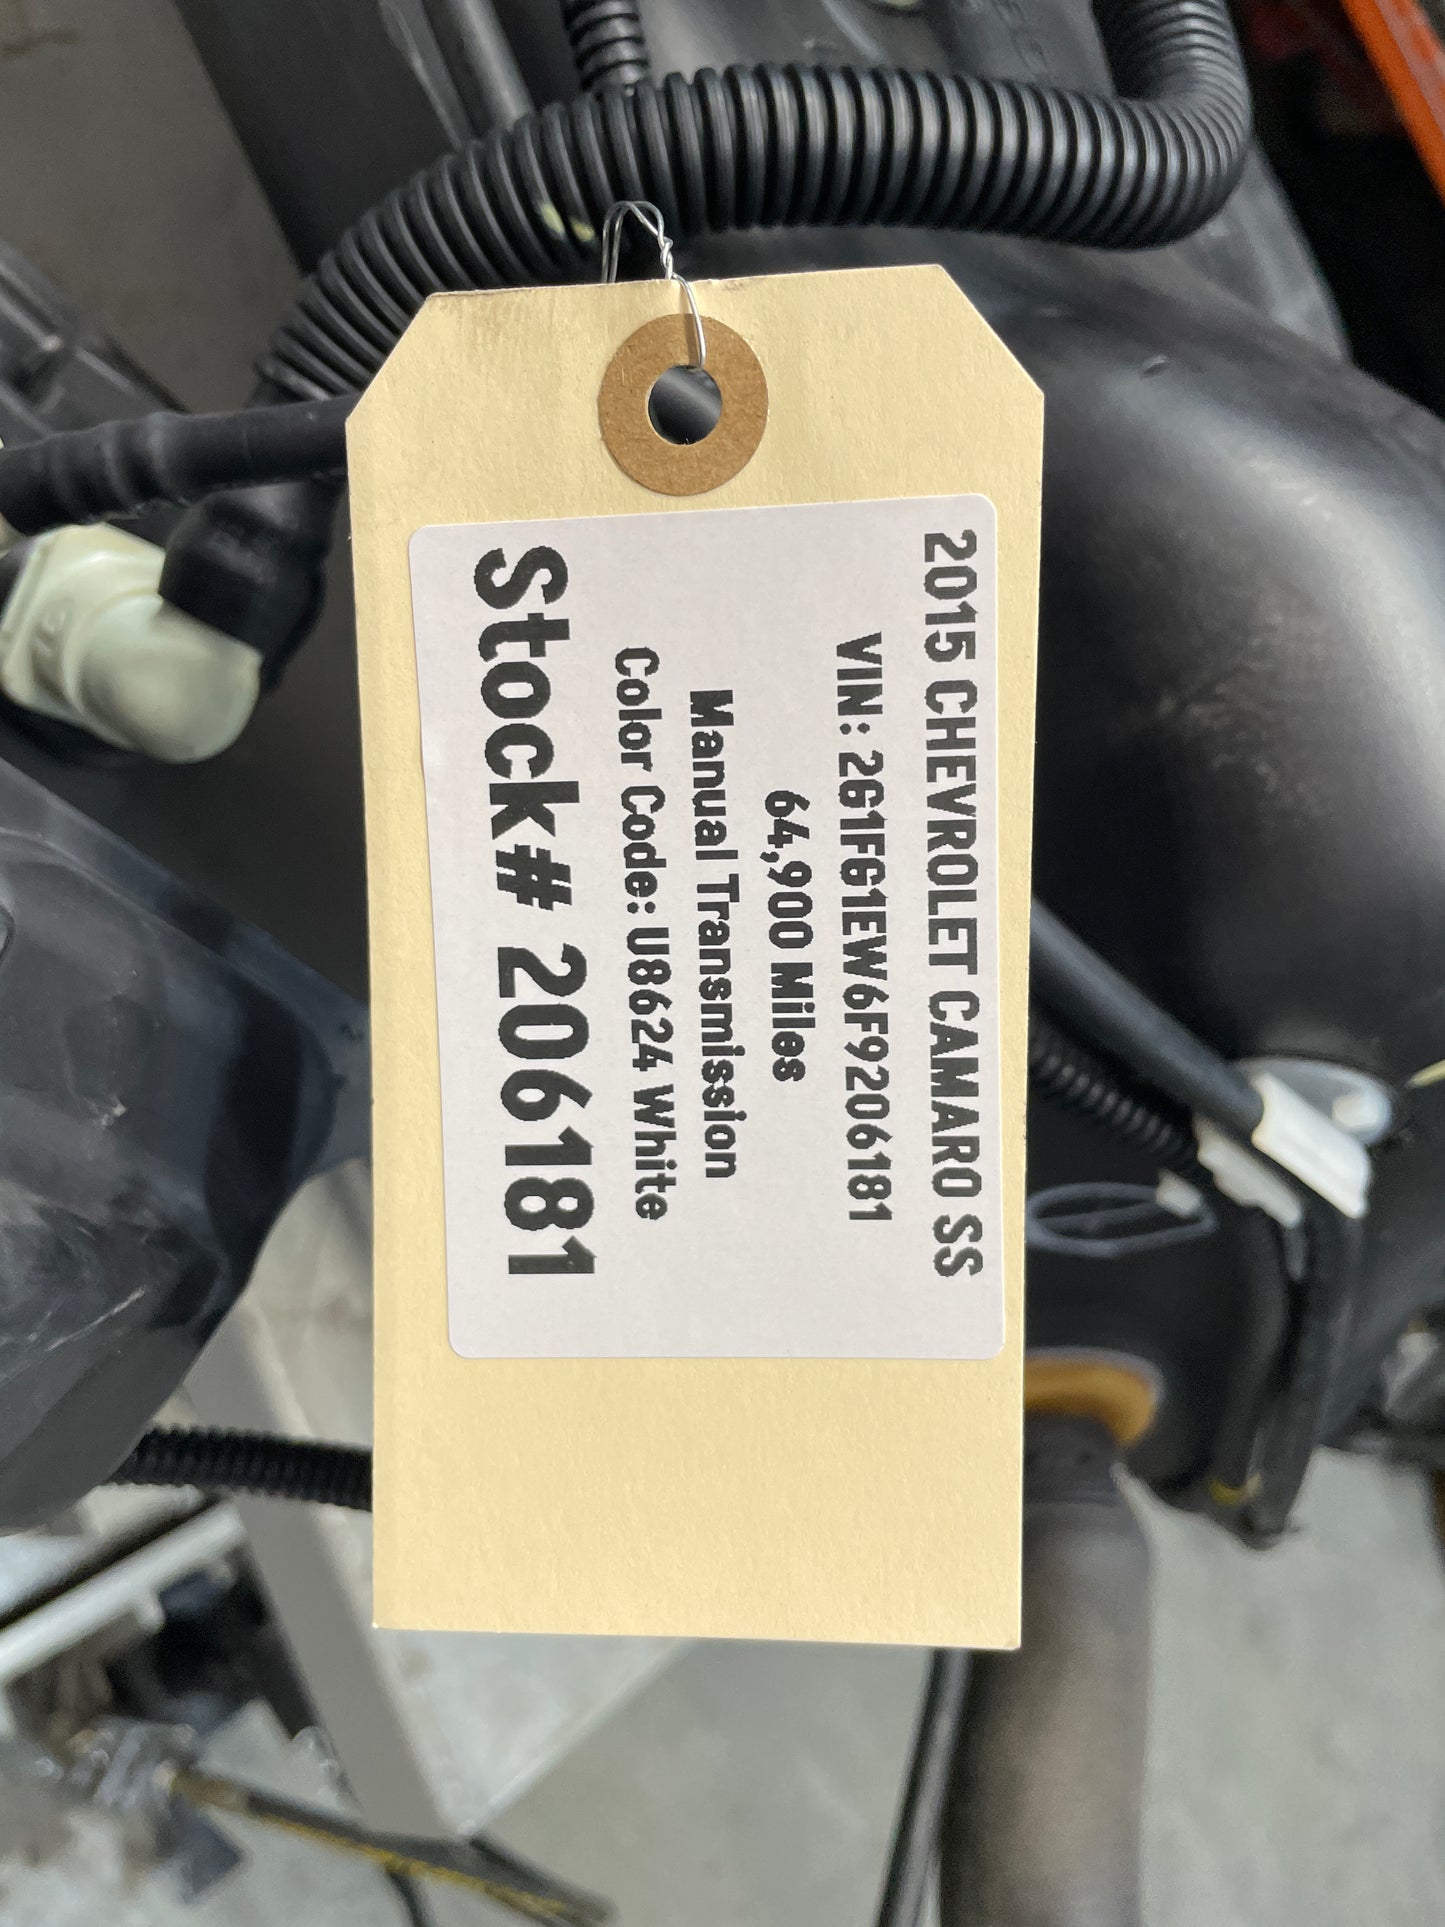 2015 CHEVROLET CAMARO SS
VIN: 2G1FG1EW6F9206181
64,900 Miles
Manual Transmission
Color Code: U8624 White
Stock# 206181